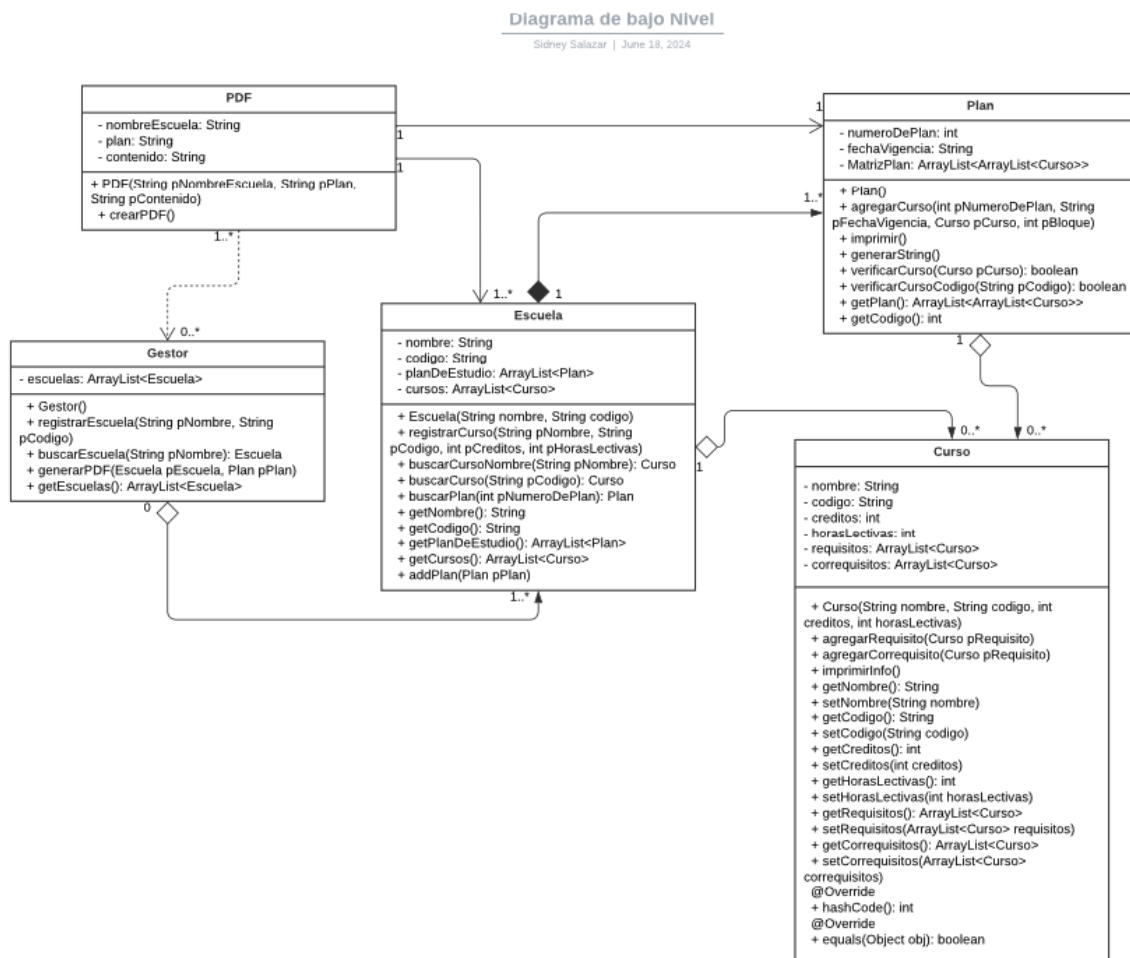 Diagrama de bajo Nivel
Sidney Salazar | June 18, 2024
PDF
- nombreEscuela: String
- plan: String
- contenido: String
+ PDF(String pNombreEscuela, String pPlan,
String pContenido)
+ crearPDF()
1
1
1..*
0..*
1
Plan
- numeroDePlan: int
- fechaVigencia: String
- MatrizPlan: ArrayList<ArrayList<Curso>>
+ Plan()
+ agregarCurso(int pNumeroDePlan, String
pFechaVigencia, Curso pCurso, int pBloque)
+ imprimir()
+ generarString()
+ verificarCurso(Curso pCurso): boolean
+ verificarCursoCodigo(String pCodigo): boolean
+ getPlan(): ArrayList<ArrayList<Curso>>
+ getCodigo(): int
1..*
1
Gestor
- escuelas: ArrayList<Escuela>
+ Gestor()
+ registrarEscuela(String pNombre, String
pCodigo)
+ buscarEscuela(String pNombre): Escuela
+ generarPDF(Escuela pEscuela, Plan pPlan)
+ getEscuelas(): ArrayList<Escuela>
0
1..*
1
Escuela
- nombre: String
- codigo: String
- planDeEstudio: ArrayList<Plan>
- cursos: ArrayList<Curso>
+ Escuela(String nombre, String codigo)
+ registrarCurso(String pNombre, String
pCodigo, int pCreditos, int pHorasLectivas)
+ buscarCursoNombre(String pNombre): Curso
+ buscarCurso(String pCodigo): Curso
+ buscarPlan(int pNumeroDePlan): Plan
+ getNombre(): String
+ getCodigo(): String
+ getPlanDeEstudio(): ArrayList<Plan>
+ getCursos(): ArrayList<Curso>
+ addPlan(Plan pPlan)
1..*
1
0..*
0..*
Curso
- nombre: String
- codigo: String
- creditos: int
- horasLectivas: int
- requisitos: ArrayList<Curso>
- correquisitos: ArrayList<Curso>
+ Curso(String nombre, String codigo, int
creditos, int horasLectivas)
+ agregarRequisito(Curso pRequisito)
+ agregarCorrequisito(Curso pRequisito)
+ imprimirInfo()
+ getNombre(): String
+ setNombre(String nombre)
+ getCodigo(): String
+ setCodigo(String codigo)
+ getCreditos(): int
+ setCreditos(int creditos)
+ getHorasLectivas(): int
+ setHorasLectivas(int horasLectivas)
+ getRequisitos(): ArrayList<Curso>
+ setRequisitos(ArrayList<Curso> requisitos)
+ getCorrequisitos(): ArrayList<Curso>
+ setCorrequisitos(ArrayList<Curso>
correquisitos)
@Override
+ hashCode(): int
@Override
+ equals(Object obj): boolean